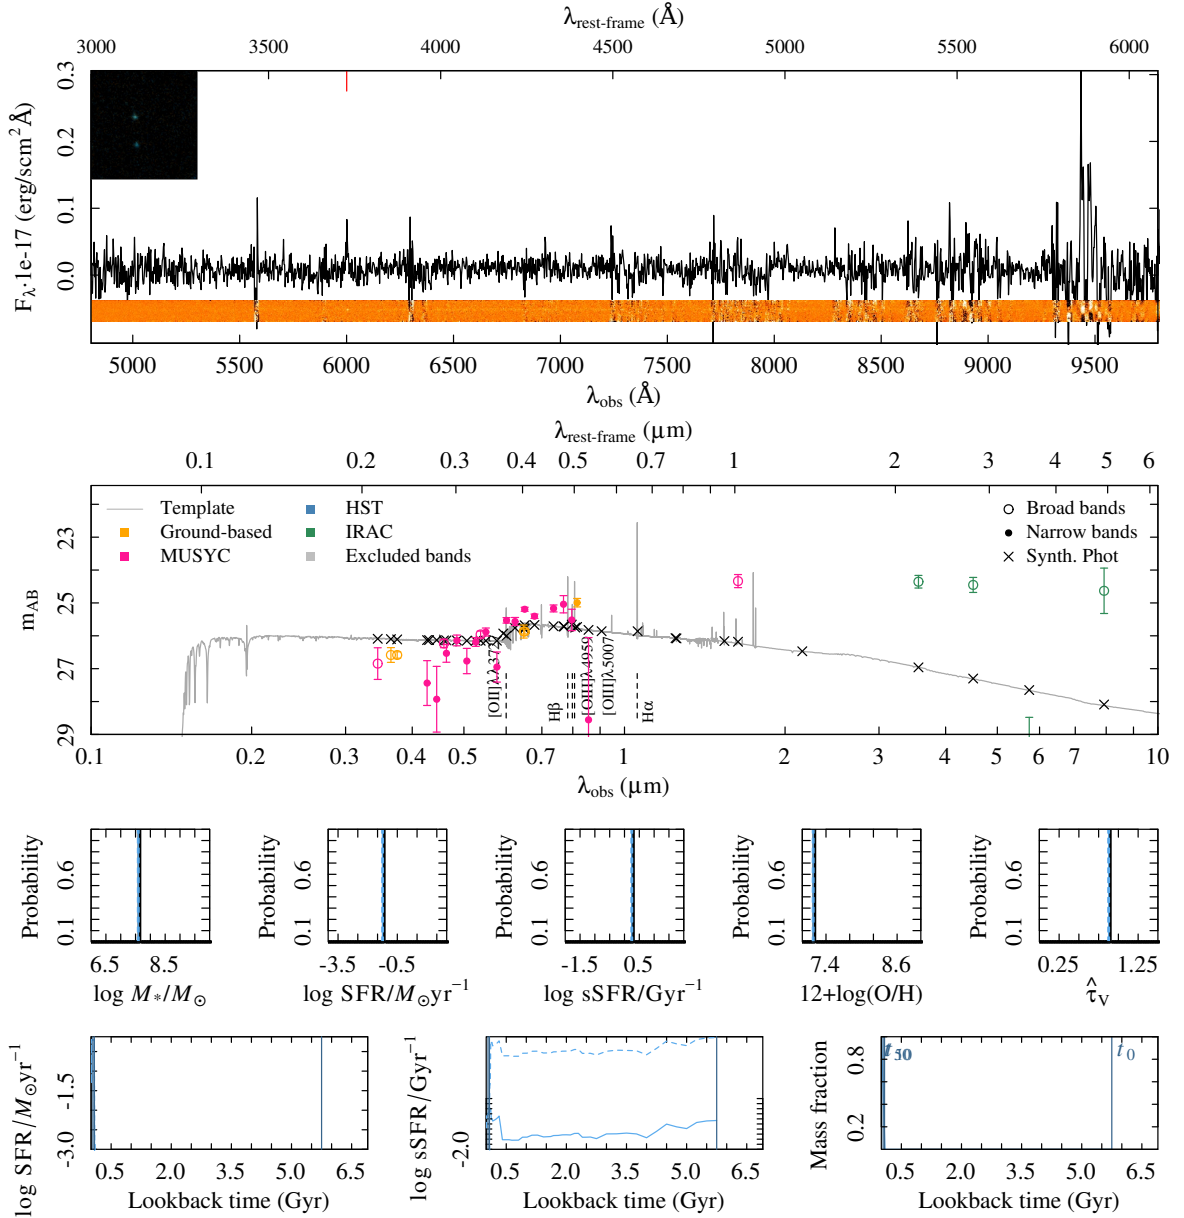 λrest-frame (Å)
3000 3500 4000 4500 5000 5500 6000
Fλ·1e-17 (erg/scm²Å)
0.3
0.2
0.1
0.0
5000 5500 6000 6500 7000 7500 8000 8500 9000 9500
λobs (Å)
λrest-frame (μm)
0.1 0.2 0.3 0.4 0.5 0.7 1 2 3 4 5 6
mAB
23
25
27
29
Template
Ground-based
MUSYC
HST
IRAC
Excluded bands
Broad bands
Narrow bands
Synth. Phot
Hβ
[OIII]λ4959
[OIII]λ5007
Hα
0.1 0.2 0.3 0.4 0.5 0.7 1 2 3 4 5 6 7 10
λobs (μm)
Probability Probability Probability Probability Probability
0.6 0.6 0.6 0.6 0.6
0.1 0.1 0.1 0.1 0.1
6.5 8.5 -3.5 -0.5 -1.5 0.5 7.4 8.6 0.25 1.25
log M*/M⊙ log SFR/M⊙yr⁻¹ log sSFR/Gyr⁻¹ 12+log(O/H) τ̂V
log SFR/M⊙yr⁻¹
-1.5
-3.0
0.5 2.0 3.5 5.0 6.5
Lookback time (Gyr)
log sSFR/Gyr⁻¹
-2.0
0.5 2.0 3.5 5.0 6.5
Lookback time (Gyr)
Mass fraction
0.8
0.2
t0
0.5 2.0 3.5 5.0 6.5
Lookback time (Gyr)